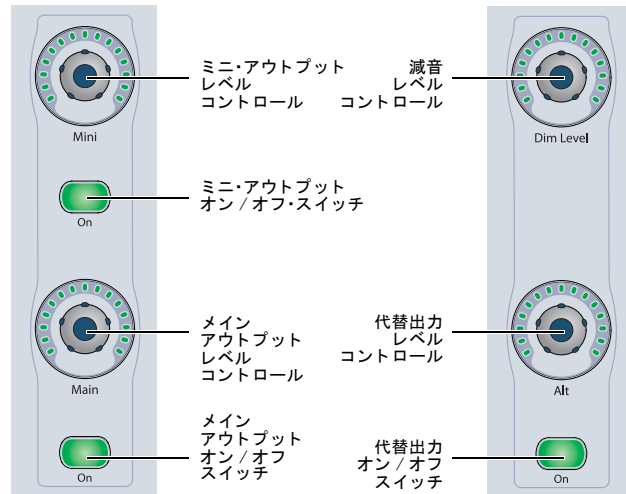 ミニ・アウトプット
レベル
コントロール
減音
レベル
コントロール
Mini
Dim Level
ミニ・アウトプット
オン / オフ・スイッチ
On
メイン
アウトプット
レベル
コントロール
代替出力
レベル
コントロール
Main
Alt
メイン
アウトプット
オン / オフ
スイッチ
代替出力
オン / オフ
スイッチ
On
On